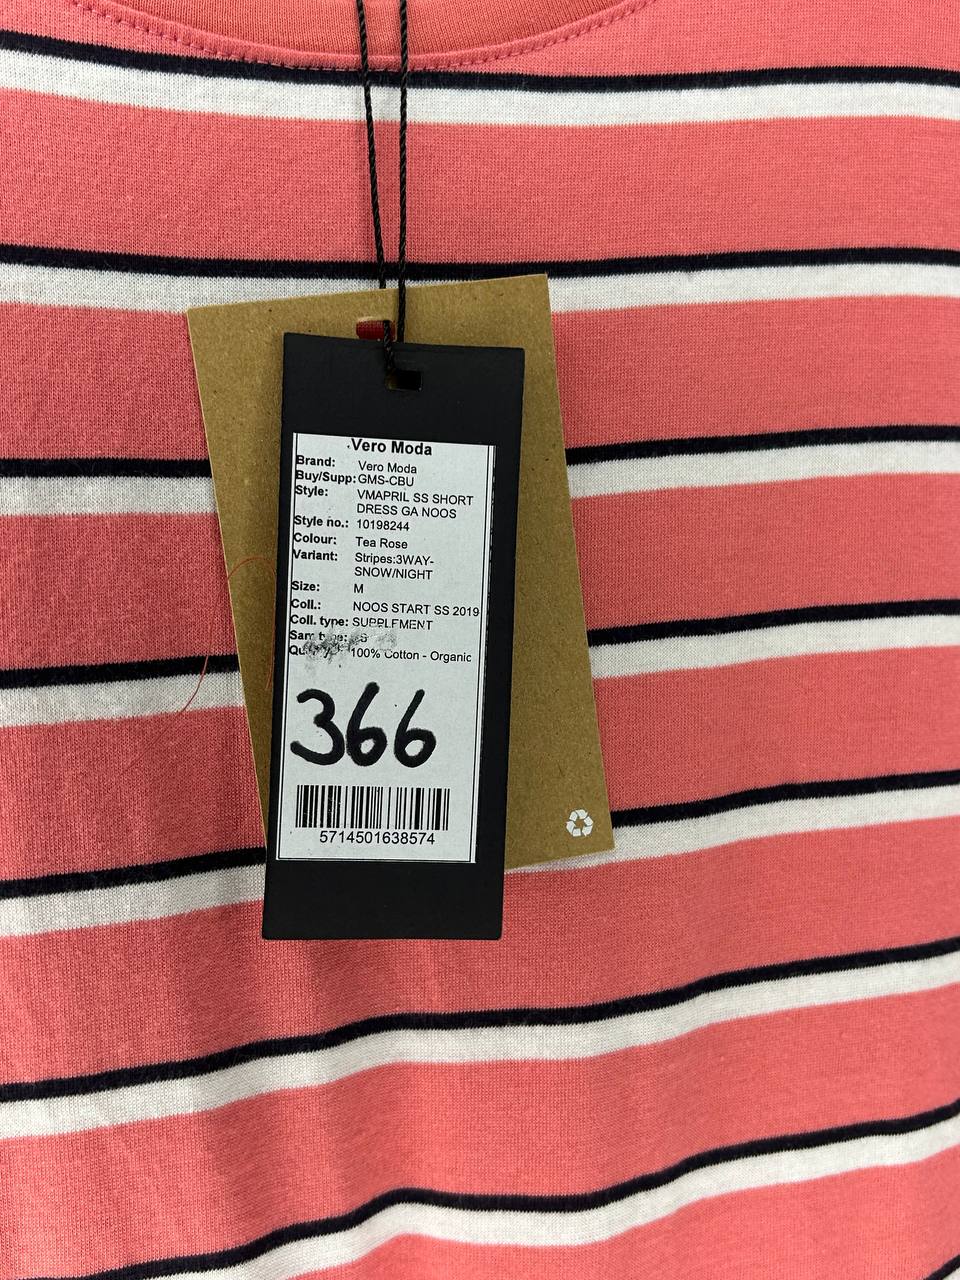 Vero Moda
Brand: Vero Moda
Buy/Supp: GMS-CBU
Style: VMAPRIL SS SHORT
DRESS GA NOOS
Style no.: 10198244
Colour: Tea Rose
Variant: Stripes:3WAY-
SNOW/NIGHT
Size: M
Coll.: NOOS START SS 2019
Coll. type: SUPPLEMENT
100% Cotton - Organic
366
5714501638574